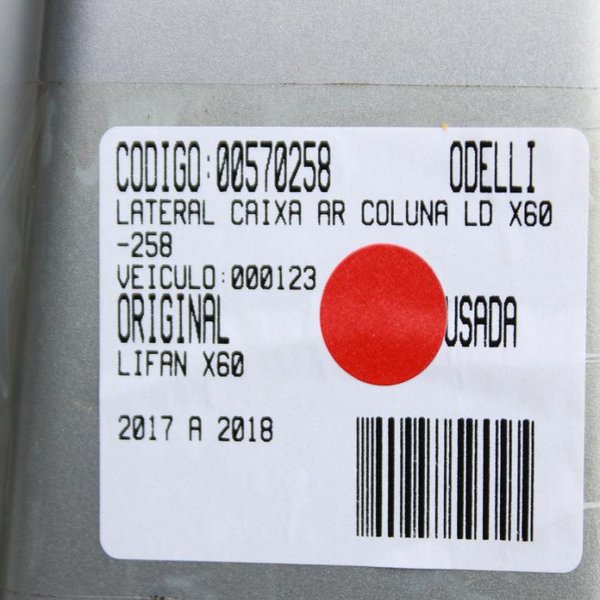 CODIGO:00570258 ODELLI
LATERAL CAIXA AR COLUNA LD X60
-258
VEICULO:000123
ORIGINAL USADA
LIFAN X60
2017 A 2018